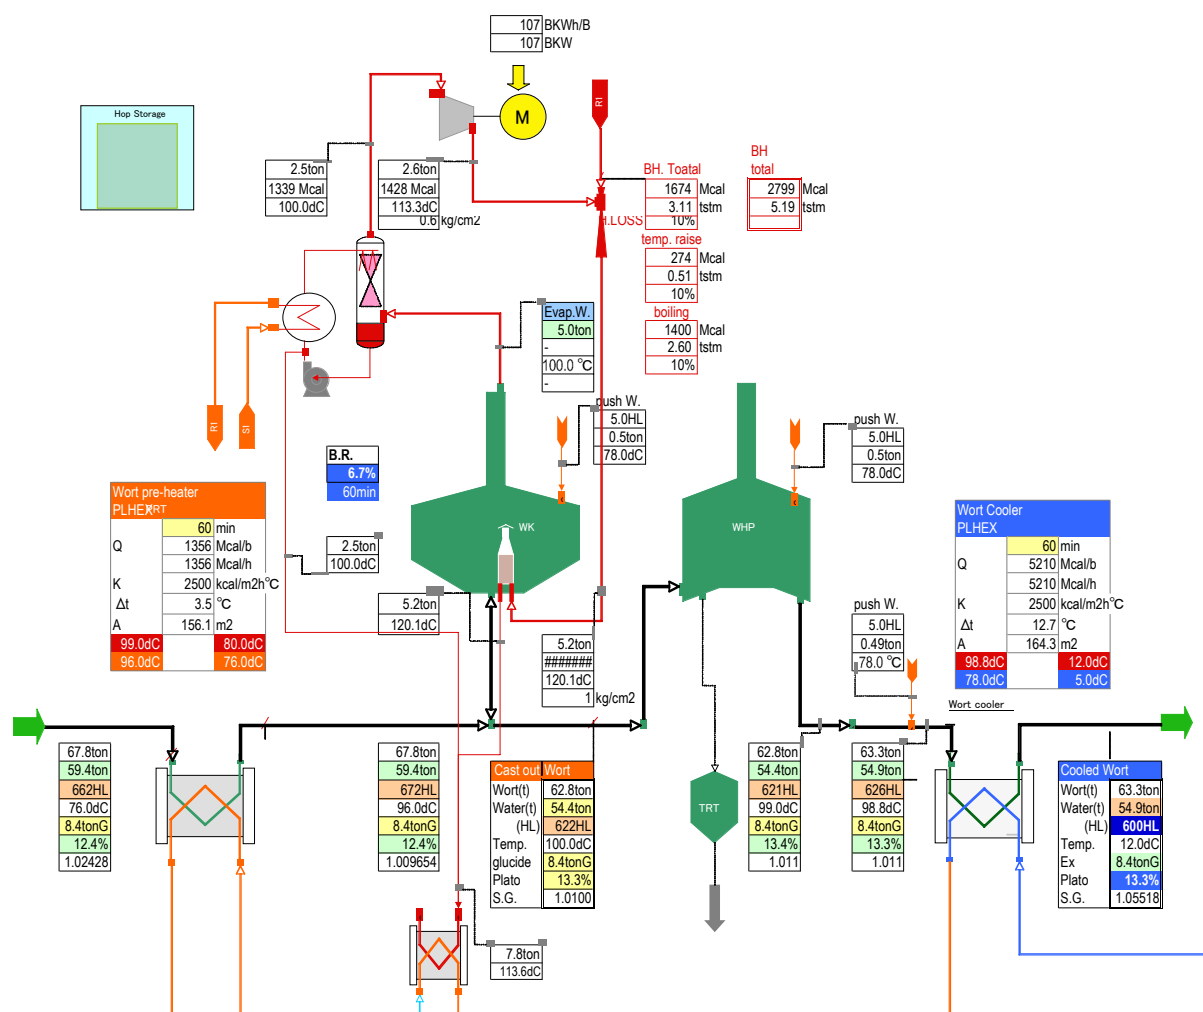 107 BKWh/B
107 BKW
M
R1
Hop Storage
2.5ton
1339 Mcal
100.0dC
2.6ton
1428 Mcal
113.3dC
0.6 kg/cm2
BH. Toatal
1674 Mcal
3.11 tstm
H.LOSS 10%
BH
total
2799 Mcal
5.19 tstm
temp. raise
274 Mcal
0.51 tstm
10%
boiling
1400 Mcal
2.60 tstm
10%
Evap.W.
5.0ton
-
100.0 °C
-
push W.
5.0HL
0.5ton
78.0dC
push W.
5.0HL
0.5ton
78.0dC
R1
S1
B.R.
6.7%
60min
WK
WHP
Wort pre-heater
PLHEX
60 min
Q 1356 Mcal/b
1356 Mcal/h
K 2500 kcal/m2h°C
Δt 3.5 °C
A 156.1 m2
99.0dC 80.0dC
96.0dC 76.0dC
2.5ton
100.0dC
5.2ton
120.1dC
5.2ton
#######
120.1dC
1 kg/cm2
push W.
5.0HL
0.49ton
78.0 °C
Wort Cooler
PLHEX
60 min
Q 5210 Mcal/b
5210 Mcal/h
K 2500 kcal/m2h°C
Δt 12.7 °C
A 164.3 m2
98.8dC 12.0dC
78.0dC 5.0dC
Wort cooler
67.8ton
59.4ton
662HL
76.0dC
8.4tonG
12.4%
1.02428
67.8ton
59.4ton
672HL
96.0dC
8.4tonG
12.4%
1.009654
Cast out Wort
Wort(t) 62.8ton
Water(t) 54.4ton
(HL) 622HL
Temp. 100.0dC
glucide 8.4tonG
Plato 13.3%
S.G. 1.0100
TRT
62.8ton
54.4ton
621HL
99.0dC
8.4tonG
13.4%
1.011
63.3ton
54.9ton
626HL
98.8dC
8.4tonG
13.3%
1.011
Cooled Wort
Wort(t) 63.3ton
Water(t) 54.9ton
(HL) 600HL
Temp. 12.0dC
Ex 8.4tonG
Plato 13.3%
S.G. 1.05518
7.8ton
113.6dC